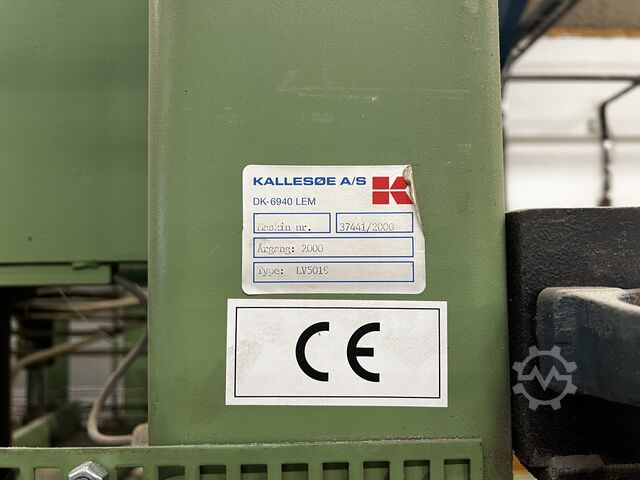 KALLESØE A/S
DK-6940 LEM
Maskin nr. 37441/2000
Årgang: 2000
Type: LV5019
CE